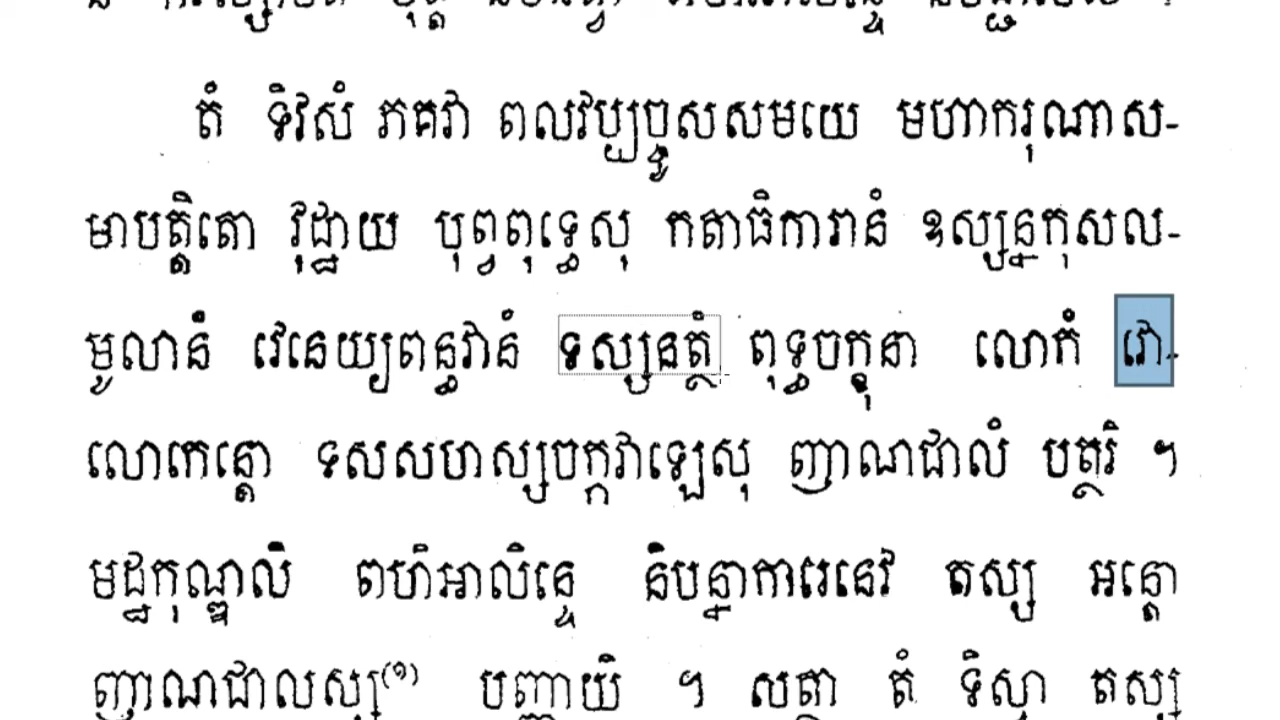 តំ ទិវសំ ភគវា ពលវប្បច្ចូសសមយេ មហាករុណាស-
មាបត្តិតោ វុដ្ឋាយ បុព្វពុទ្ធេសុ កតាធិការានំ ឧស្សន្នកុសល-
មូលានំ វេនេយ្យពន្ធវានំ ទស្សនត្ថំ ពុទ្ធចក្ខុនា លោកំ វោ-
លោកេន្តោ ទសសហស្សចក្កវាឡេសុ ញាណជាលំ បត្ថរិ ។
មដ្ឋកុណ្ឌលី ពហិអាលិន្ទេ និបន្នាការេនេវ តស្ស អន្តោ
ញាណជាលស្ស(១) បញ្ញាយិ ។ សត្ថា តំ ទិស្វា តស្ស